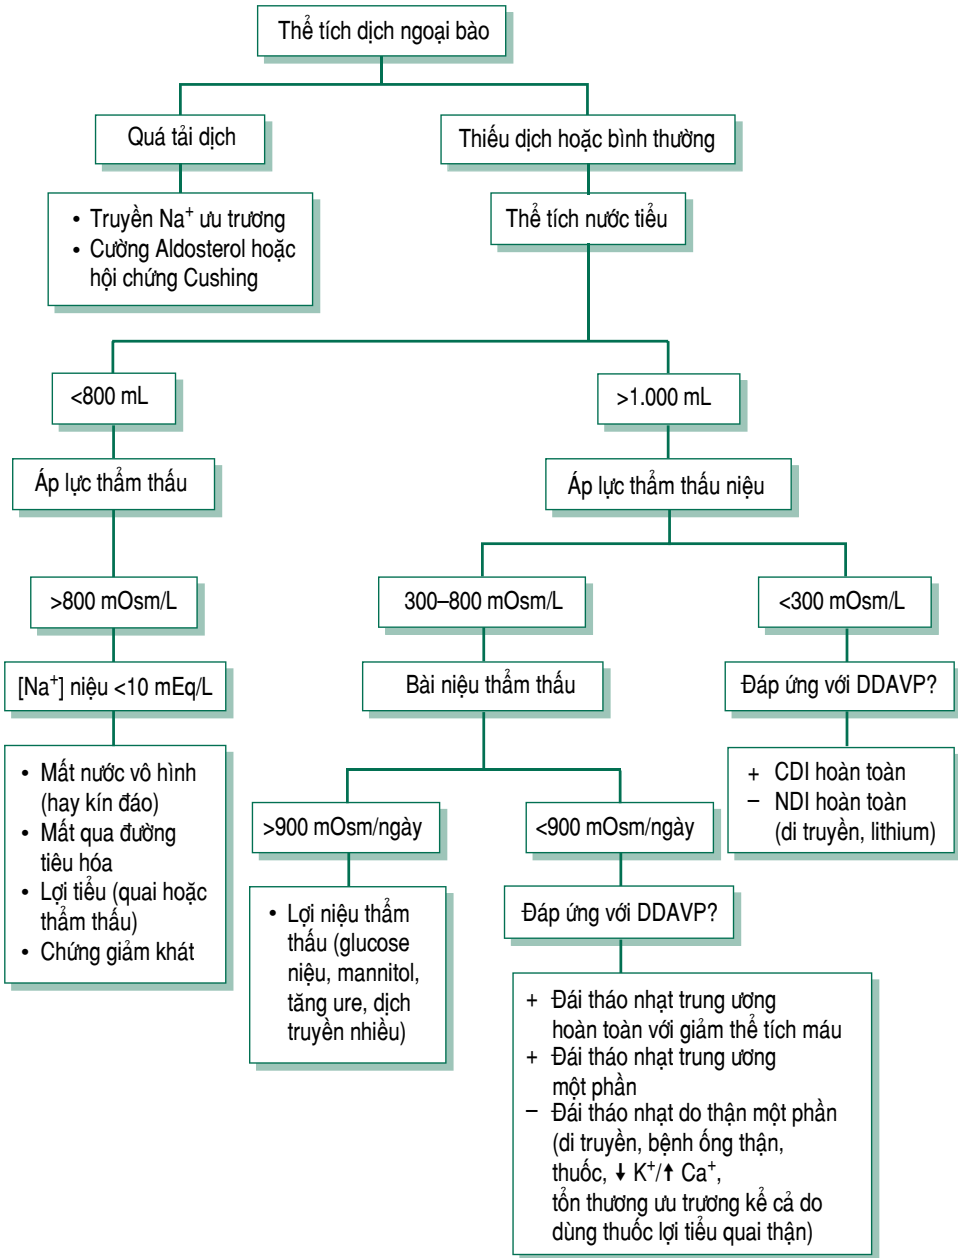 Thể tích dịch ngoại bào
Quá tải dịch
Thiếu dịch hoặc bình thường
• Truyền Na⁺ ưu trương
• Cường Aldosterol hoặc
hội chứng Cushing
Thể tích nước tiểu
<800 mL
>1.000 mL
Áp lực thẩm thấu
Áp lực thẩm thấu niệu
>800 mOsm/L
300–800 mOsm/L
<300 mOsm/L
[Na⁺] niệu <10 mEq/L
Bài niệu thẩm thấu
Đáp ứng với DDAVP?
• Mất nước vô hình
(hay kín đáo)
• Mất qua đường
tiêu hóa
• Lợi tiểu (quai hoặc
thẩm thấu)
• Chứng giảm khát
>900 mOsm/ngày
<900 mOsm/ngày
+ CDI hoàn toàn
− NDI hoàn toàn
(di truyền, lithium)
• Lợi niệu thẩm
thấu (glucose
niệu, mannitol,
tăng ure, dịch
truyền nhiều)
Đáp ứng với DDAVP?
+ Đái tháo nhạt trung ương
hoàn toàn với giảm thể tích máu
+ Đái tháo nhạt trung ương
một phần
− Đái tháo nhạt do thận một phần
(di truyền, bệnh ống thận,
thuốc, ↓ K⁺/↑ Ca⁺,
tổn thương ưu trương kể cả do
dùng thuốc lợi tiểu quai thận)